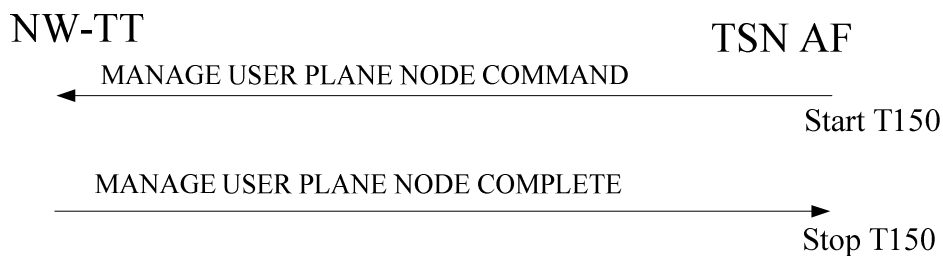 NW-TT
TSN AF
MANAGE USER PLANE NODE COMMAND
Start T150
MANAGE USER PLANE NODE COMPLETE
Stop T150